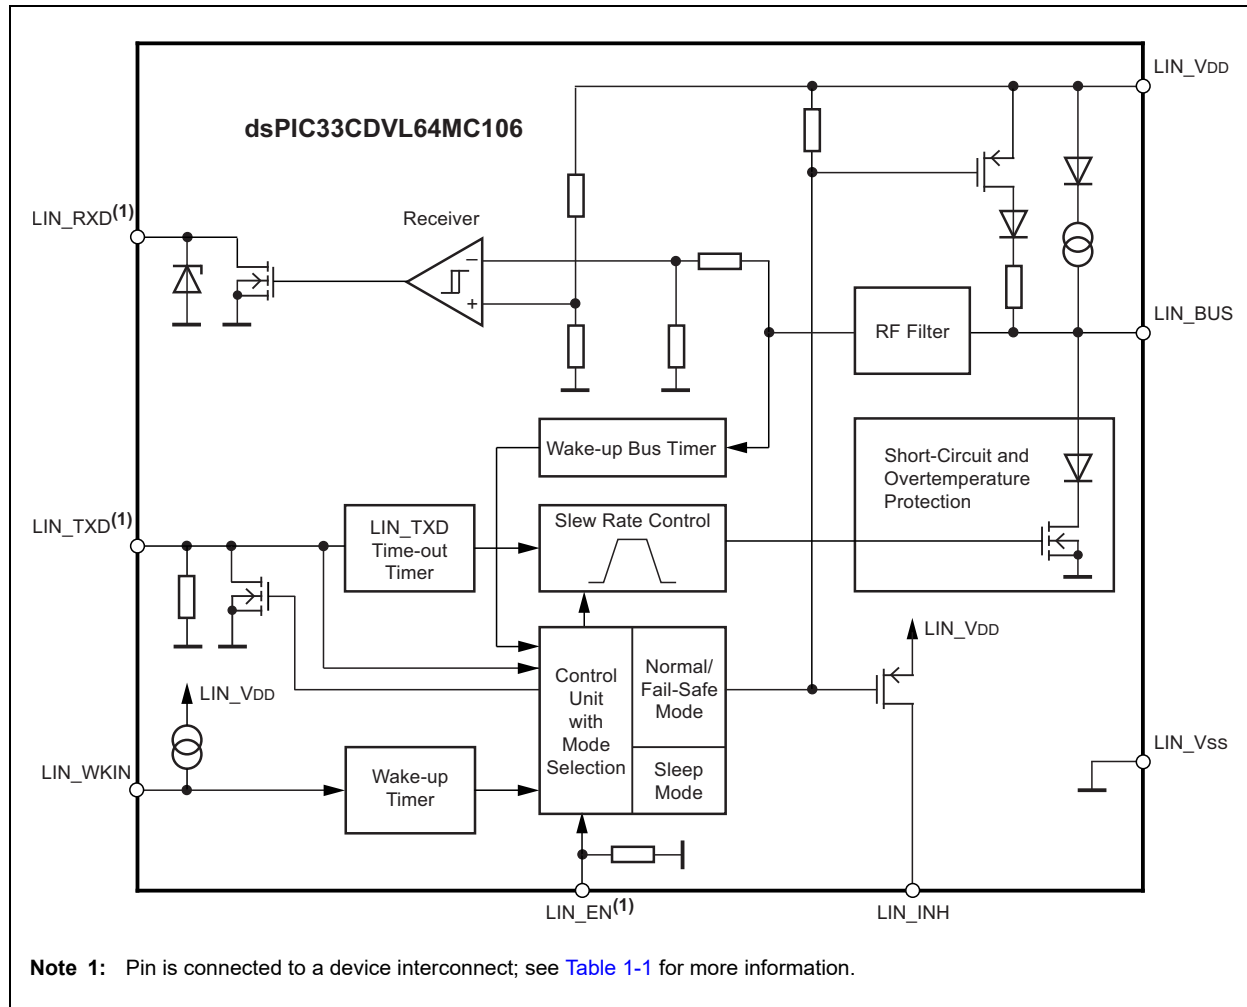 LIN_VDD
dsPIC33CDVL64MC106
LIN_RXD(1)
Receiver
−
+
RF Filter
LIN_BUS
Wake-up Bus Timer
Short-Circuit and
Overtemperature
Protection
LIN_TXD(1)
LIN_TXD
Time-out
Timer
Slew Rate Control
LIN_VDD
Control
Unit
with
Mode
Selection
Normal/
Fail-Safe
Mode
Sleep
Mode
LIN_VDD
LIN_WKIN
Wake-up
Timer
LIN_VSS
LIN_EN(1)
LIN_INH
Note 1: Pin is connected to a device interconnect; see Table 1-1 for more information.